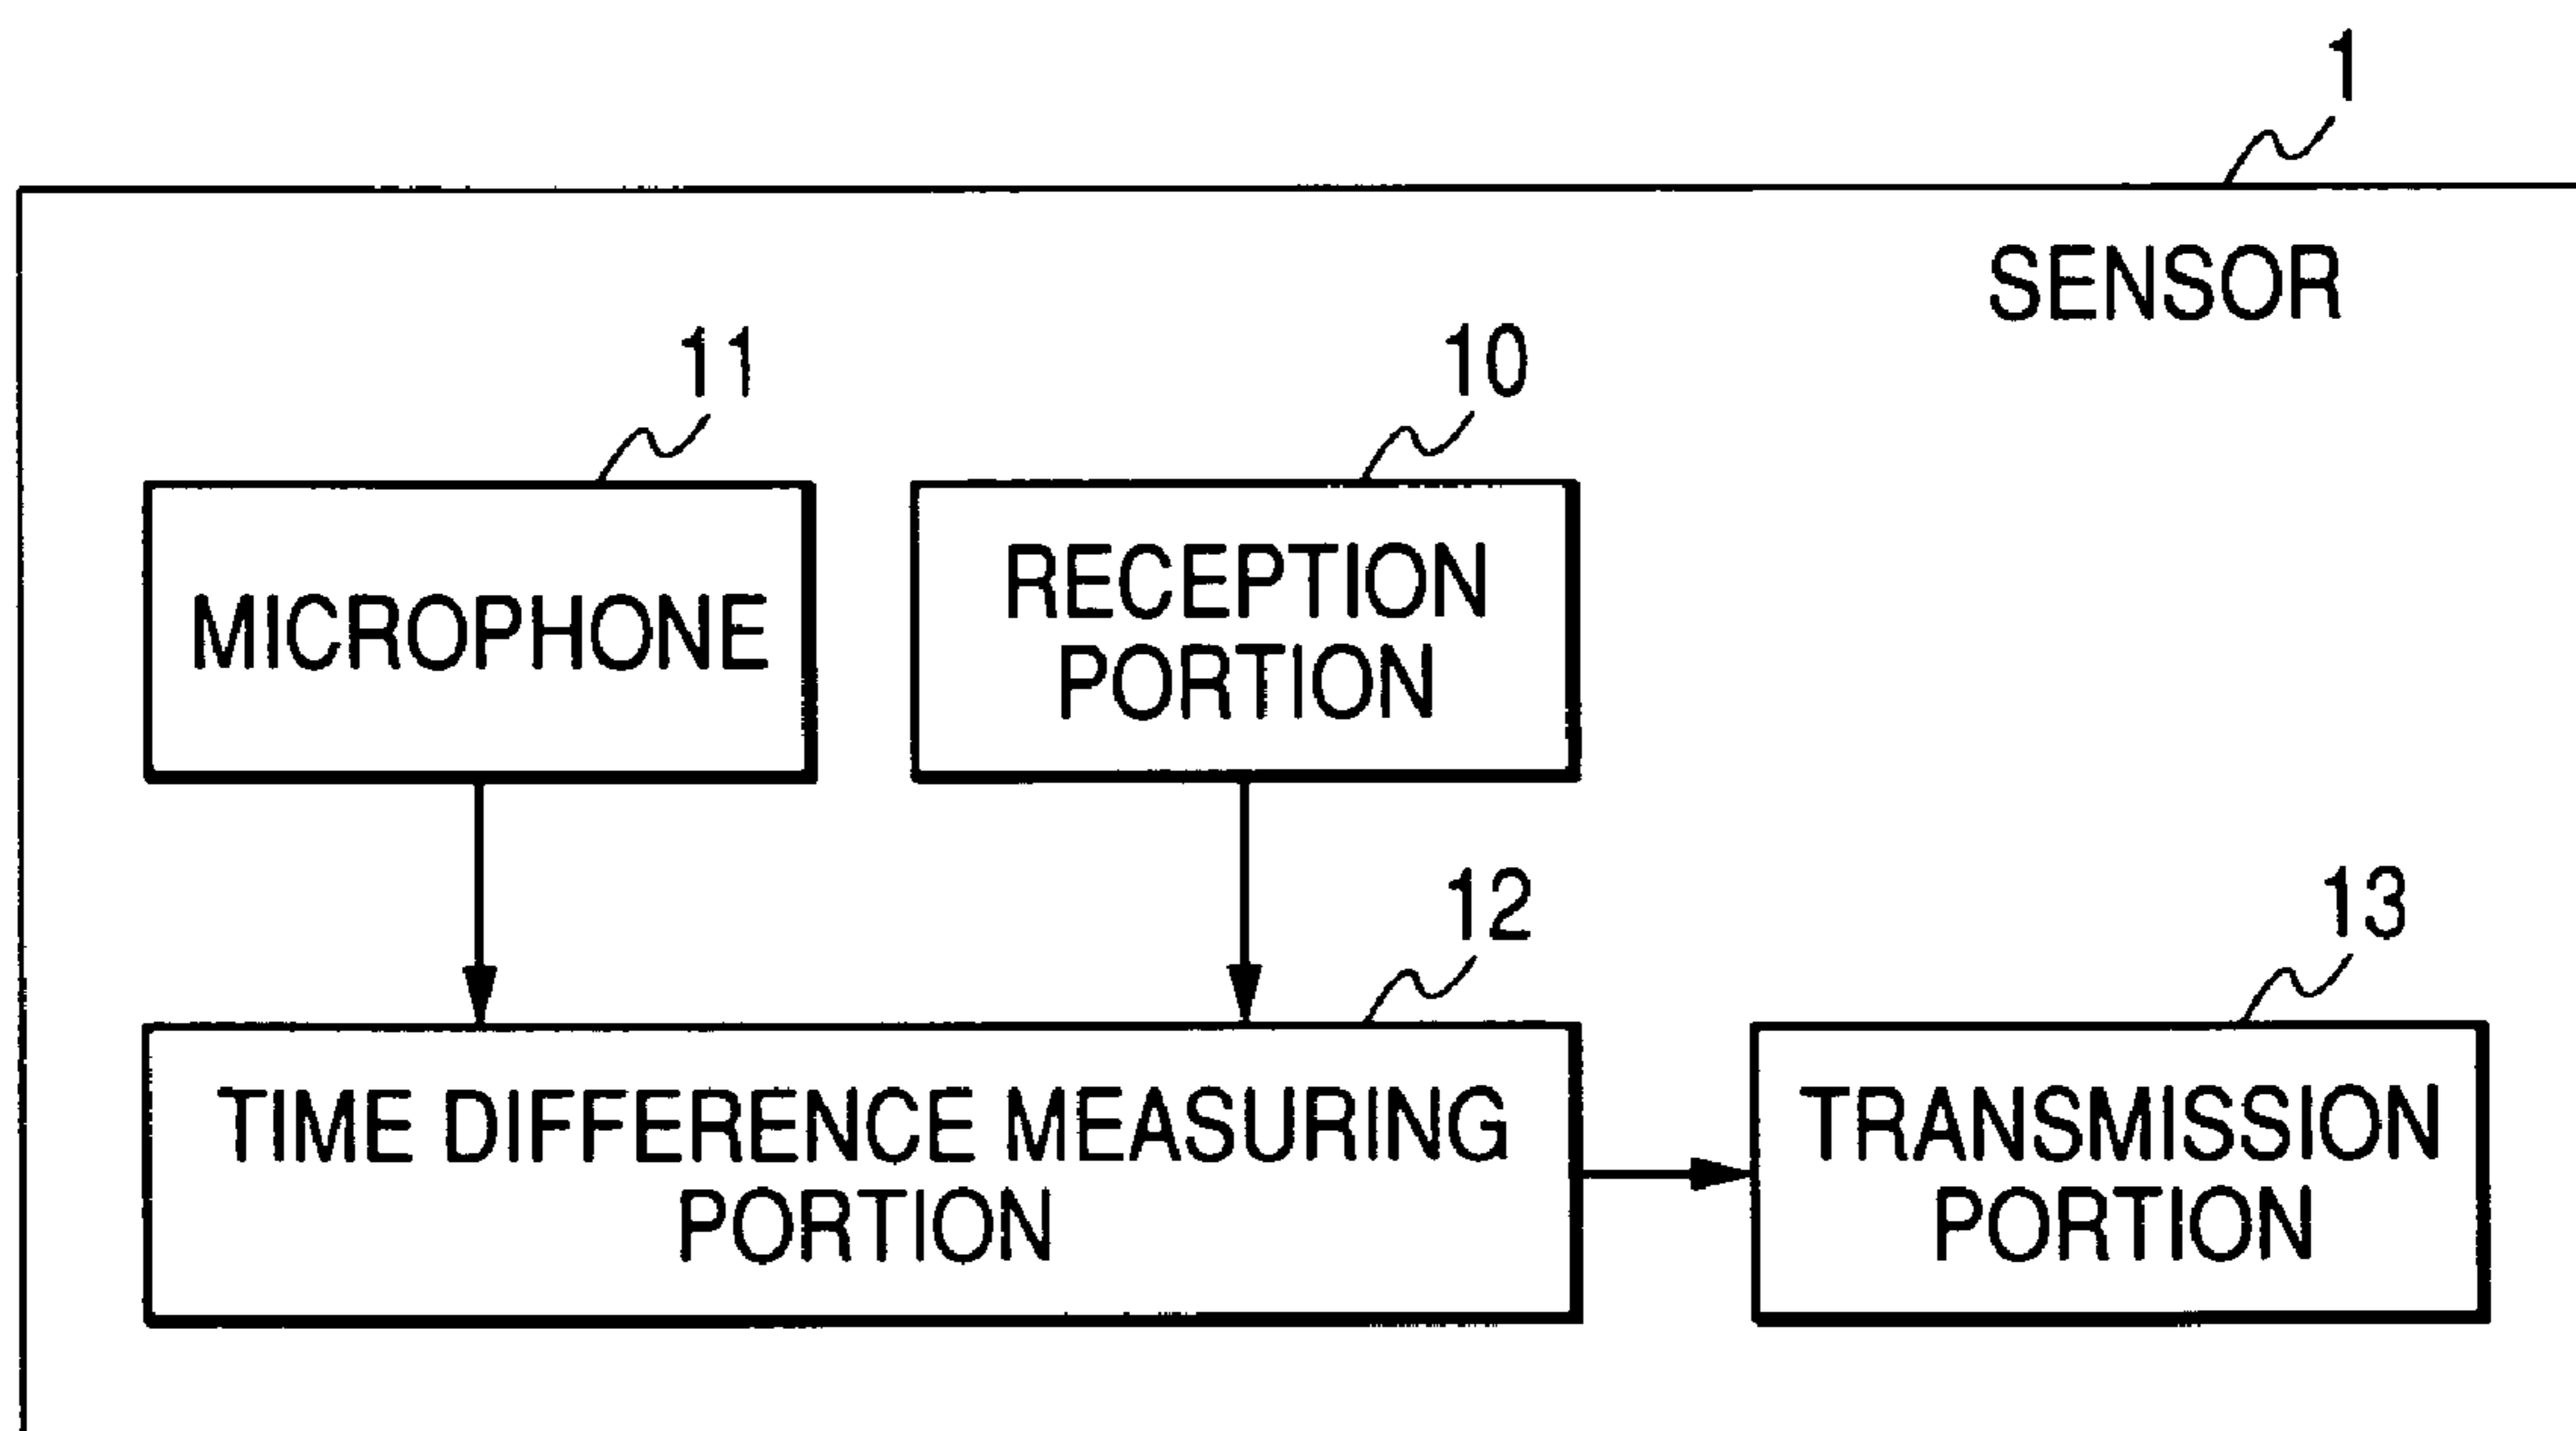 1
SENSOR
11
10
MICROPHONE
RECEPTION
PORTION
12
13
TIME DIFFERENCE MEASURING
PORTION
TRANSMISSION
PORTION